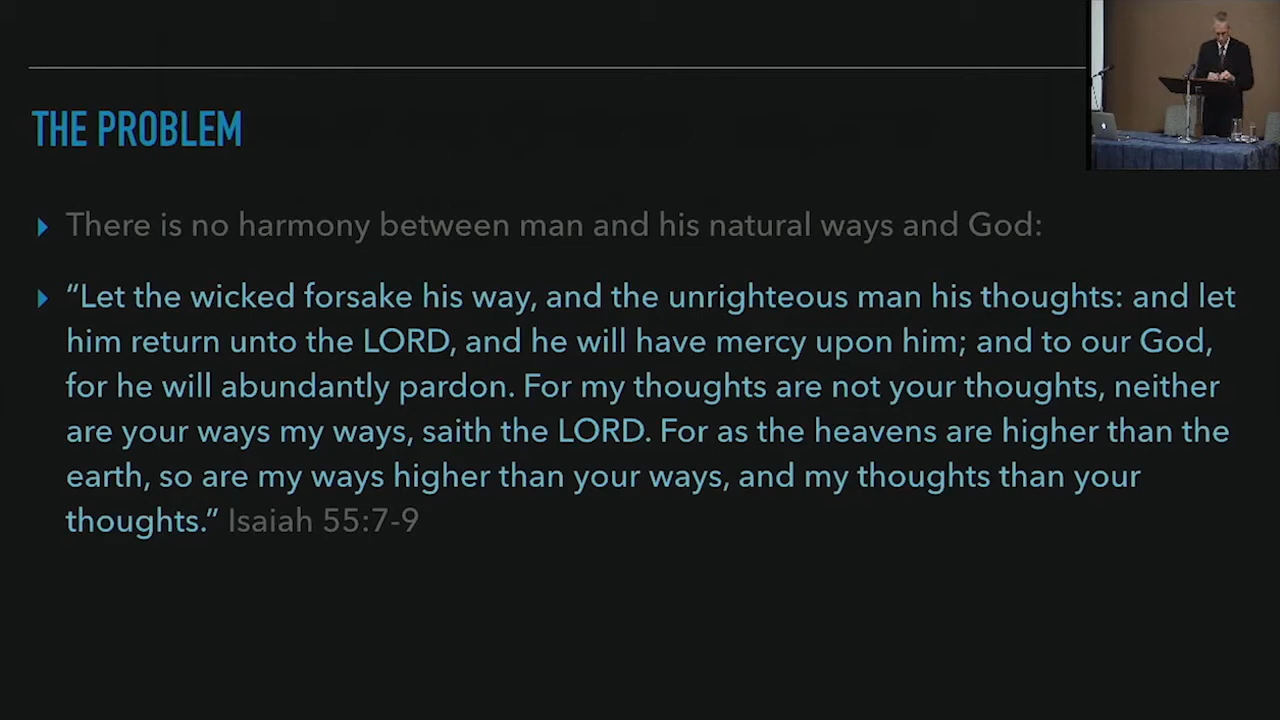 THE PROBLEM
There is no harmony between man and his natural ways and God:
“Let the wicked forsake his way, and the unrighteous man his thoughts: and let
him return unto the LORD, and he will have mercy upon him; and to our God,
for he will abundantly pardon. For my thoughts are not your thoughts, neither
are your ways my ways, saith the LORD. For as the heavens are higher than the
earth, so are my ways higher than your ways, and my thoughts than your
thoughts.” Isaiah 55:7-9